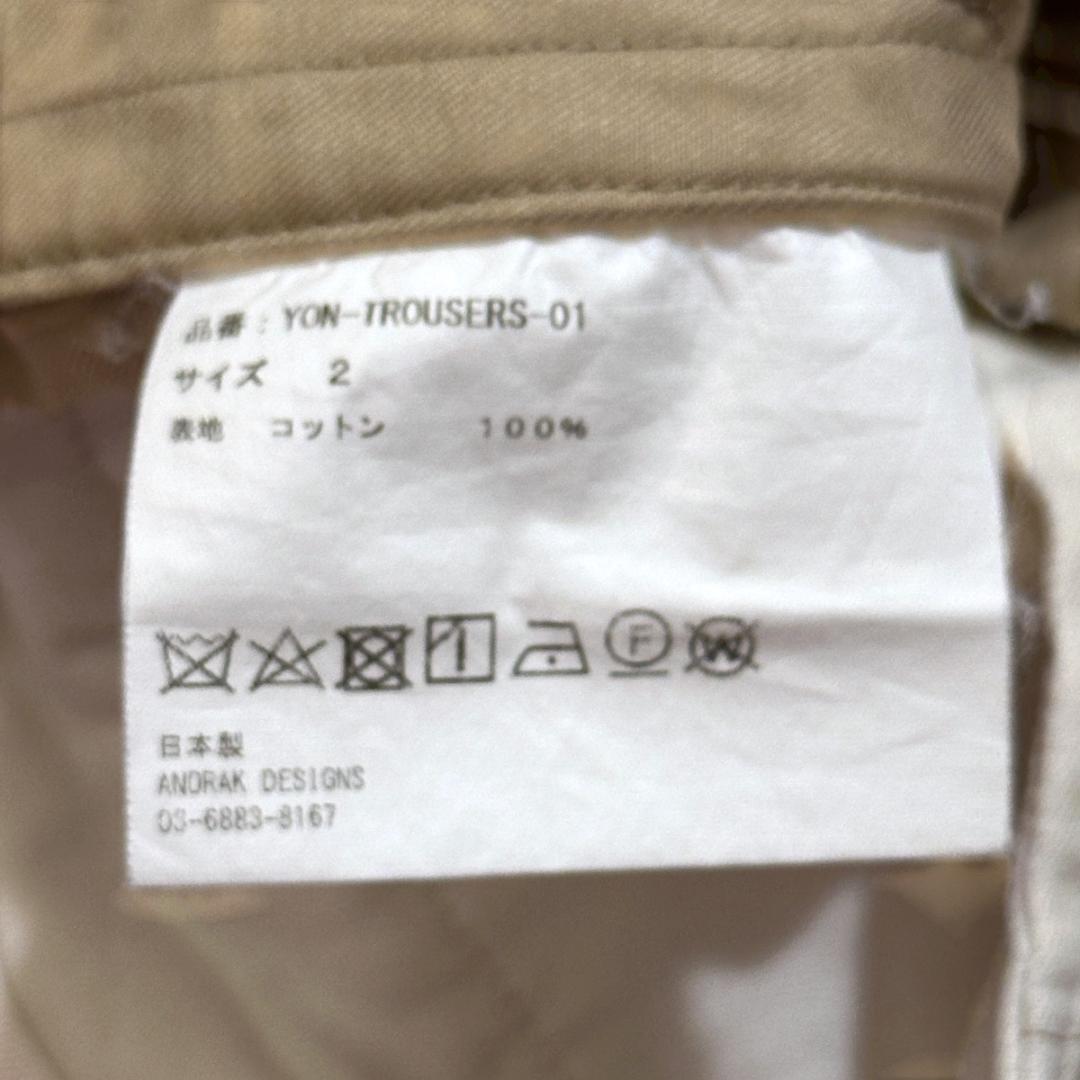 品番：YON-TROUSERS-01
サイズ 2
表地 コットン 100%
F W
日本製
ANDRAK DESIGNS
03-6883-8167